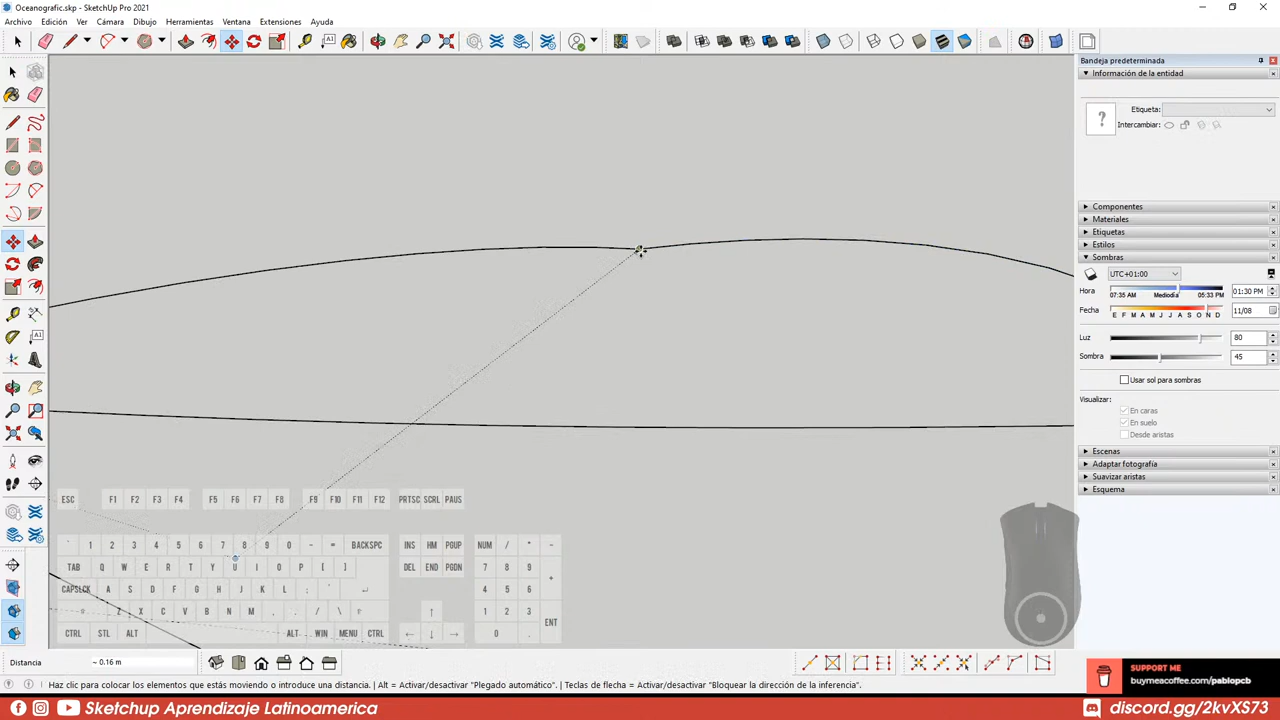 Oceanografic.skp - SketchUp Pro 2021
Archivo Edición Ver Cámara Dibujo Herramientas Ventana Extensiones Ayuda
Bandeja predeterminada
Información de la entidad
?
Etiqueta:
Intercambiar:
Componentes
Materiales
Etiquetas
Estilos
Sombras
UTC+01:00
Hora 01:30 PM
07:35 AM Mediodía 05:33 PM
Fecha E F M A M J J A S O N D 11/08
Luz 80
Sombra 45
Usar sol para sombras
Visualizar:
En caras
En suelo
Desde aristas
Escenas
Adaptar fotografía
Suavizar aristas
Esquema
ESC F1 F2 F3 F4 F5 F6 F7 F8 F9 F10 F11 F12 PRTSC SCRL PAUS
` 1 2 3 4 5 6 7 8 9 0 - = BACKSPC INS HM PGUP NUM / * -
TAB Q W E R T Y U I O P [ ] DEL END PGDN 7 8 9 +
CAPSLCK A S D F G H J K L ; ' ↵ 4 5 6
Z X C V B N M , . / \ ↑ 1 2 3 ENT
CTRL STL ALT ALT WIN MENU CTRL ← ↓ → 0 .
Distancia ~ 0.16 m
Haz clic para colocar los elementos que estás moviendo o introduce una distancia. | Alt = Activar/desactivar "Plegado automático". | Teclas de flecha = Activar/desactivar "Bloquear la dirección de la inferencia".
SUPPORT ME
buymeacoffee.com/pablopcb
Sketchup Aprendizaje Latinoamerica
discord.gg/2kvXS73